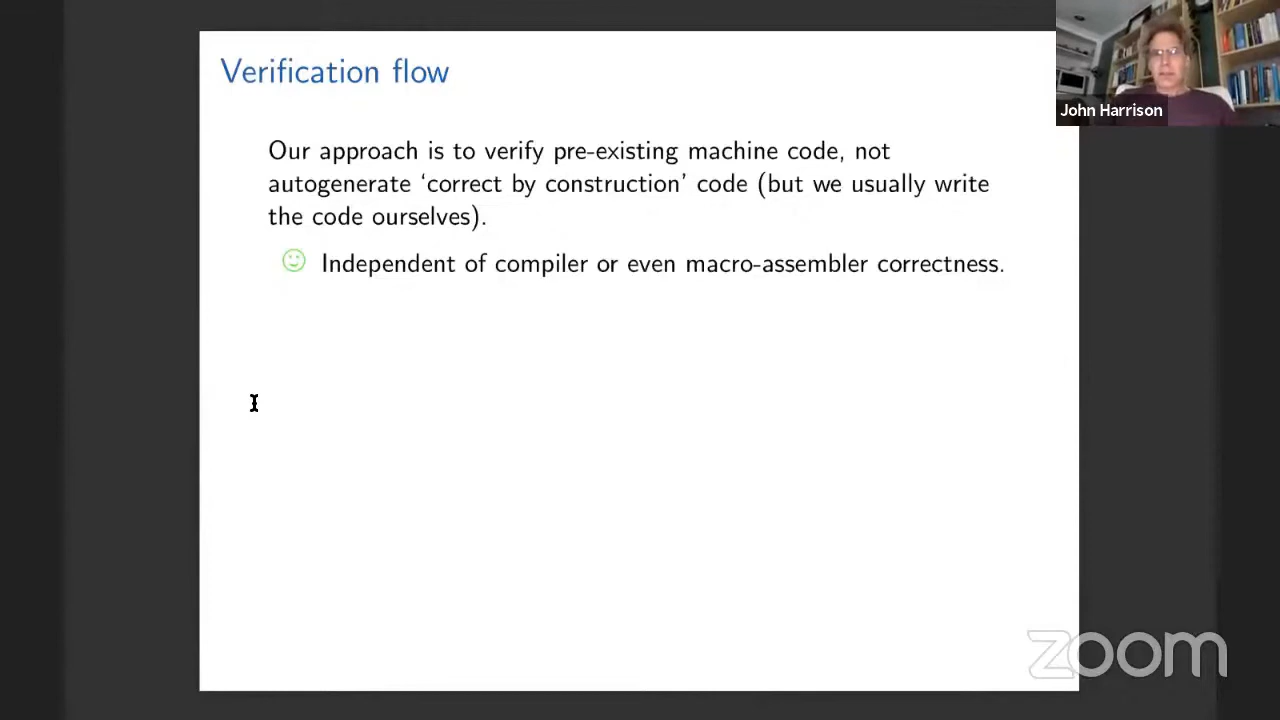 Verification flow
John Harrison
Our approach is to verify pre-existing machine code, not
autogenerate ‘correct by construction’ code (but we usually write
the code ourselves).
Independent of compiler or even macro-assembler correctness.
zoom